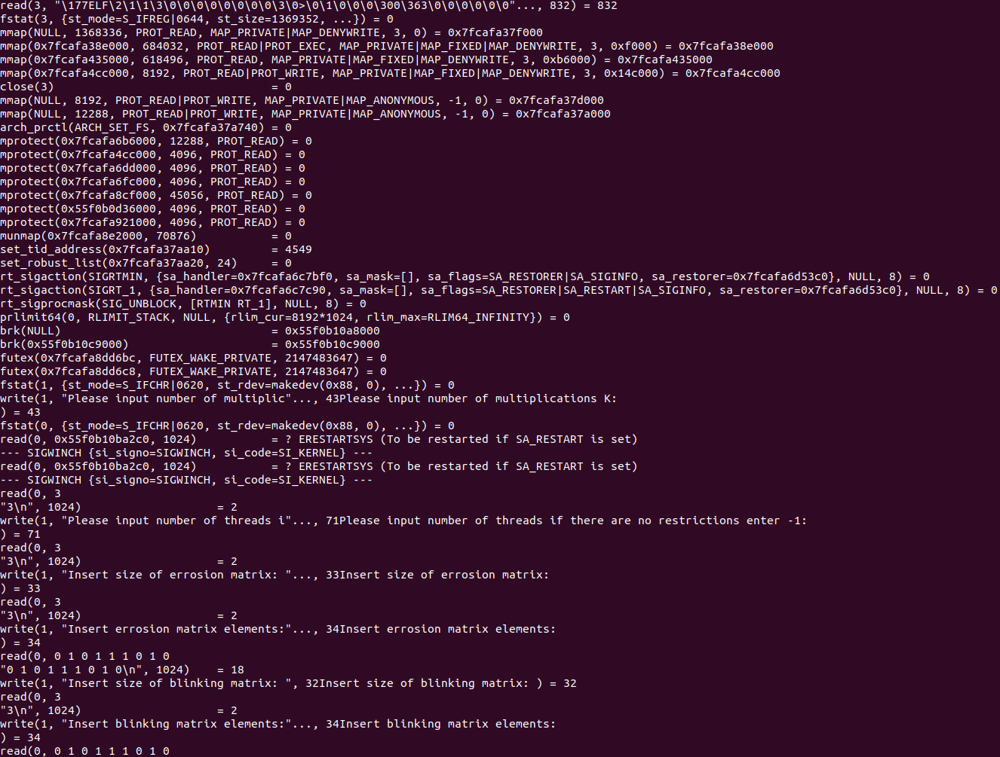 read(3, "\177ELF\2\1\1\3\0\0\0\0\0\0\0\0\3\0>\0\1\0\0\0\300\363\0\0\0\0\0\0"..., 832) = 832
fstat(3, {st_mode=S_IFREG|0644, st_size=1369352, ...}) = 0
mmap(NULL, 1368336, PROT_READ, MAP_PRIVATE|MAP_DENYWRITE, 3, 0) = 0x7fcafa37f000
mmap(0x7fcafa38e000, 684032, PROT_READ|PROT_EXEC, MAP_PRIVATE|MAP_FIXED|MAP_DENYWRITE, 3, 0xf000) = 0x7fcafa38e000
mmap(0x7fcafa435000, 618496, PROT_READ, MAP_PRIVATE|MAP_FIXED|MAP_DENYWRITE, 3, 0xb6000) = 0x7fcafa435000
mmap(0x7fcafa4cc000, 8192, PROT_READ|PROT_WRITE, MAP_PRIVATE|MAP_FIXED|MAP_DENYWRITE, 3, 0x14c000) = 0x7fcafa4cc000
close(3)                                = 0
mmap(NULL, 8192, PROT_READ|PROT_WRITE, MAP_PRIVATE|MAP_ANONYMOUS, -1, 0) = 0x7fcafa37d000
mmap(NULL, 12288, PROT_READ|PROT_WRITE, MAP_PRIVATE|MAP_ANONYMOUS, -1, 0) = 0x7fcafa37a000
arch_prctl(ARCH_SET_FS, 0x7fcafa37a740) = 0
mprotect(0x7fcafa6b6000, 12288, PROT_READ) = 0
mprotect(0x7fcafa4cc000, 4096, PROT_READ) = 0
mprotect(0x7fcafa6dd000, 4096, PROT_READ) = 0
mprotect(0x7fcafa6fc000, 4096, PROT_READ) = 0
mprotect(0x7fcafa8cf000, 45056, PROT_READ) = 0
mprotect(0x55f0b0d36000, 4096, PROT_READ) = 0
mprotect(0x7fcafa921000, 4096, PROT_READ) = 0
munmap(0x7fcafa8e2000, 70876)           = 0
set_tid_address(0x7fcafa37aa10)         = 4549
set_robust_list(0x7fcafa37aa20, 24)     = 0
rt_sigaction(SIGRTMIN, {sa_handler=0x7fcafa6c7bf0, sa_mask=[], sa_flags=SA_RESTORER|SA_SIGINFO, sa_restorer=0x7fcafa6d53c0}, NULL, 8) = 0
rt_sigaction(SIGRT_1, {sa_handler=0x7fcafa6c7c90, sa_mask=[], sa_flags=SA_RESTORER|SA_RESTART|SA_SIGINFO, sa_restorer=0x7fcafa6d53c0}, NULL, 8) = 0
rt_sigprocmask(SIG_UNBLOCK, [RTMIN RT_1], NULL, 8) = 0
prlimit64(0, RLIMIT_STACK, NULL, {rlim_cur=8192*1024, rlim_max=RLIM64_INFINITY}) = 0
brk(NULL)                               = 0x55f0b10a8000
brk(0x55f0b10c9000)                     = 0x55f0b10c9000
futex(0x7fcafa8dd6bc, FUTEX_WAKE_PRIVATE, 2147483647) = 0
futex(0x7fcafa8dd6c8, FUTEX_WAKE_PRIVATE, 2147483647) = 0
fstat(1, {st_mode=S_IFCHR|0620, st_rdev=makedev(0x88, 0), ...}) = 0
write(1, "Please input number of multiplic"..., 43Please input number of multiplications K:
) = 43
fstat(0, {st_mode=S_IFCHR|0620, st_rdev=makedev(0x88, 0), ...}) = 0
read(0, 0x55f0b10ba2c0, 1024)           = ? ERESTARTSYS (To be restarted if SA_RESTART is set)
--- SIGWINCH {si_signo=SIGWINCH, si_code=SI_KERNEL} ---
read(0, 0x55f0b10ba2c0, 1024)           = ? ERESTARTSYS (To be restarted if SA_RESTART is set)
--- SIGWINCH {si_signo=SIGWINCH, si_code=SI_KERNEL} ---
read(0, 3
"3\n", 1024)                    = 2
write(1, "Please input number of threads i"..., 71Please input number of threads if there are no restrictions enter -1:
) = 71
read(0, 3
"3\n", 1024)                    = 2
write(1, "Insert size of errosion matrix: "..., 33Insert size of errosion matrix:
) = 33
read(0, 3
"3\n", 1024)                    = 2
write(1, "Insert errosion matrix elements:"..., 34Insert errosion matrix elements:
) = 34
read(0, 0 1 0 1 1 1 0 1 0
"0 1 0 1 1 1 0 1 0\n", 1024)    = 18
write(1, "Insert size of blinking matrix: ", 32Insert size of blinking matrix: ) = 32
read(0, 3
"3\n", 1024)                    = 2
write(1, "Insert blinking matrix elements:"..., 34Insert blinking matrix elements:
) = 34
read(0, 0 1 0 1 1 1 0 1 0